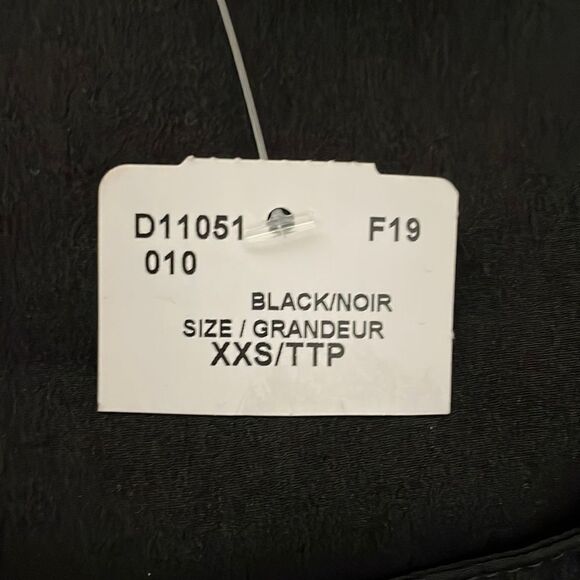 D11051 F19
010
BLACK/NOIR
SIZE / GRANDEUR
XXS/TTP